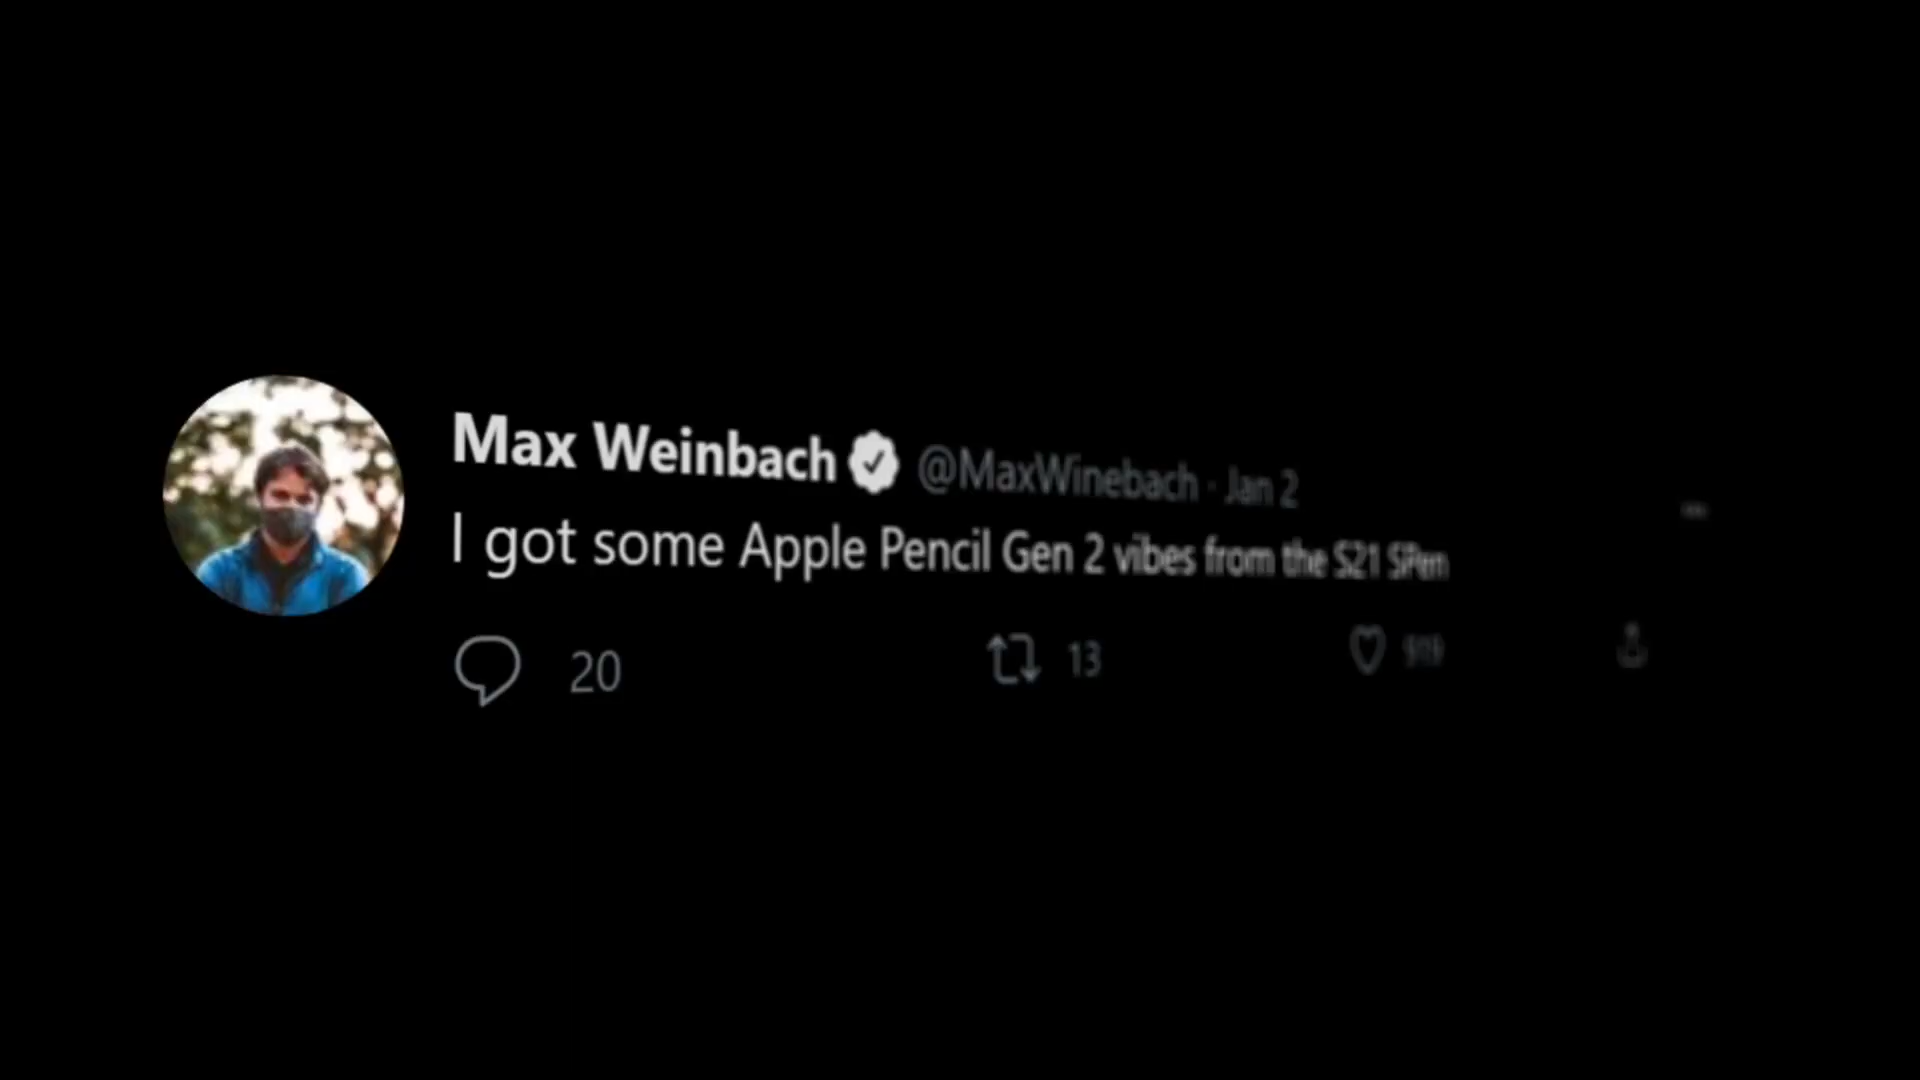 Max Weinbach @MaxWinebach · Jan 2
I got some Apple Pencil Gen 2 vibes from the S21 SPen
20 13